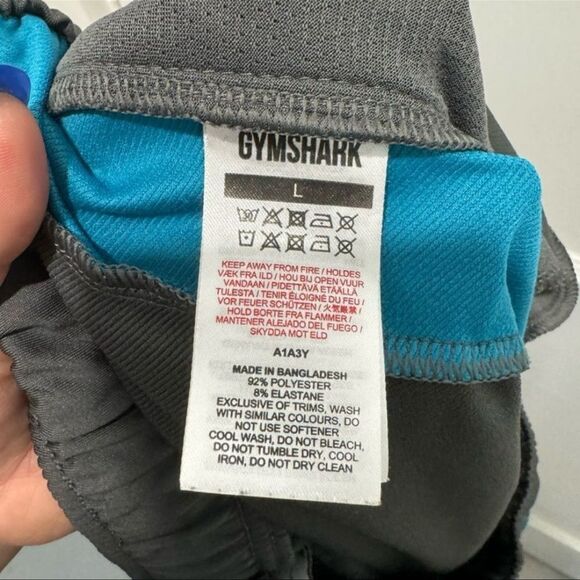 GYMSHARK
L
KEEP AWAY FROM FIRE / HOLDES
VÆK FRA ILD / HOU BIJ OPEN VUUR
VANDAAN / PIDETTÄVÄ ETÄÄLLÄ
TULESTA / TENIR ÉLOIGNÉ DU FEU /
VOR FEUER SCHÜTZEN / 火気厳禁 /
HOLD BORTE FRA FLAMMER /
MANTENER ALEJADO DEL FUEGO /
SKYDDA MOT ELD
A1A3Y
MADE IN BANGLADESH
92% POLYESTER
8% ELASTANE
EXCLUSIVE OF TRIMS, WASH
WITH SIMILAR COLOURS, DO
NOT USE SOFTENER
COOL WASH, DO NOT BLEACH,
DO NOT TUMBLE DRY, COOL
IRON, DO NOT DRY CLEAN